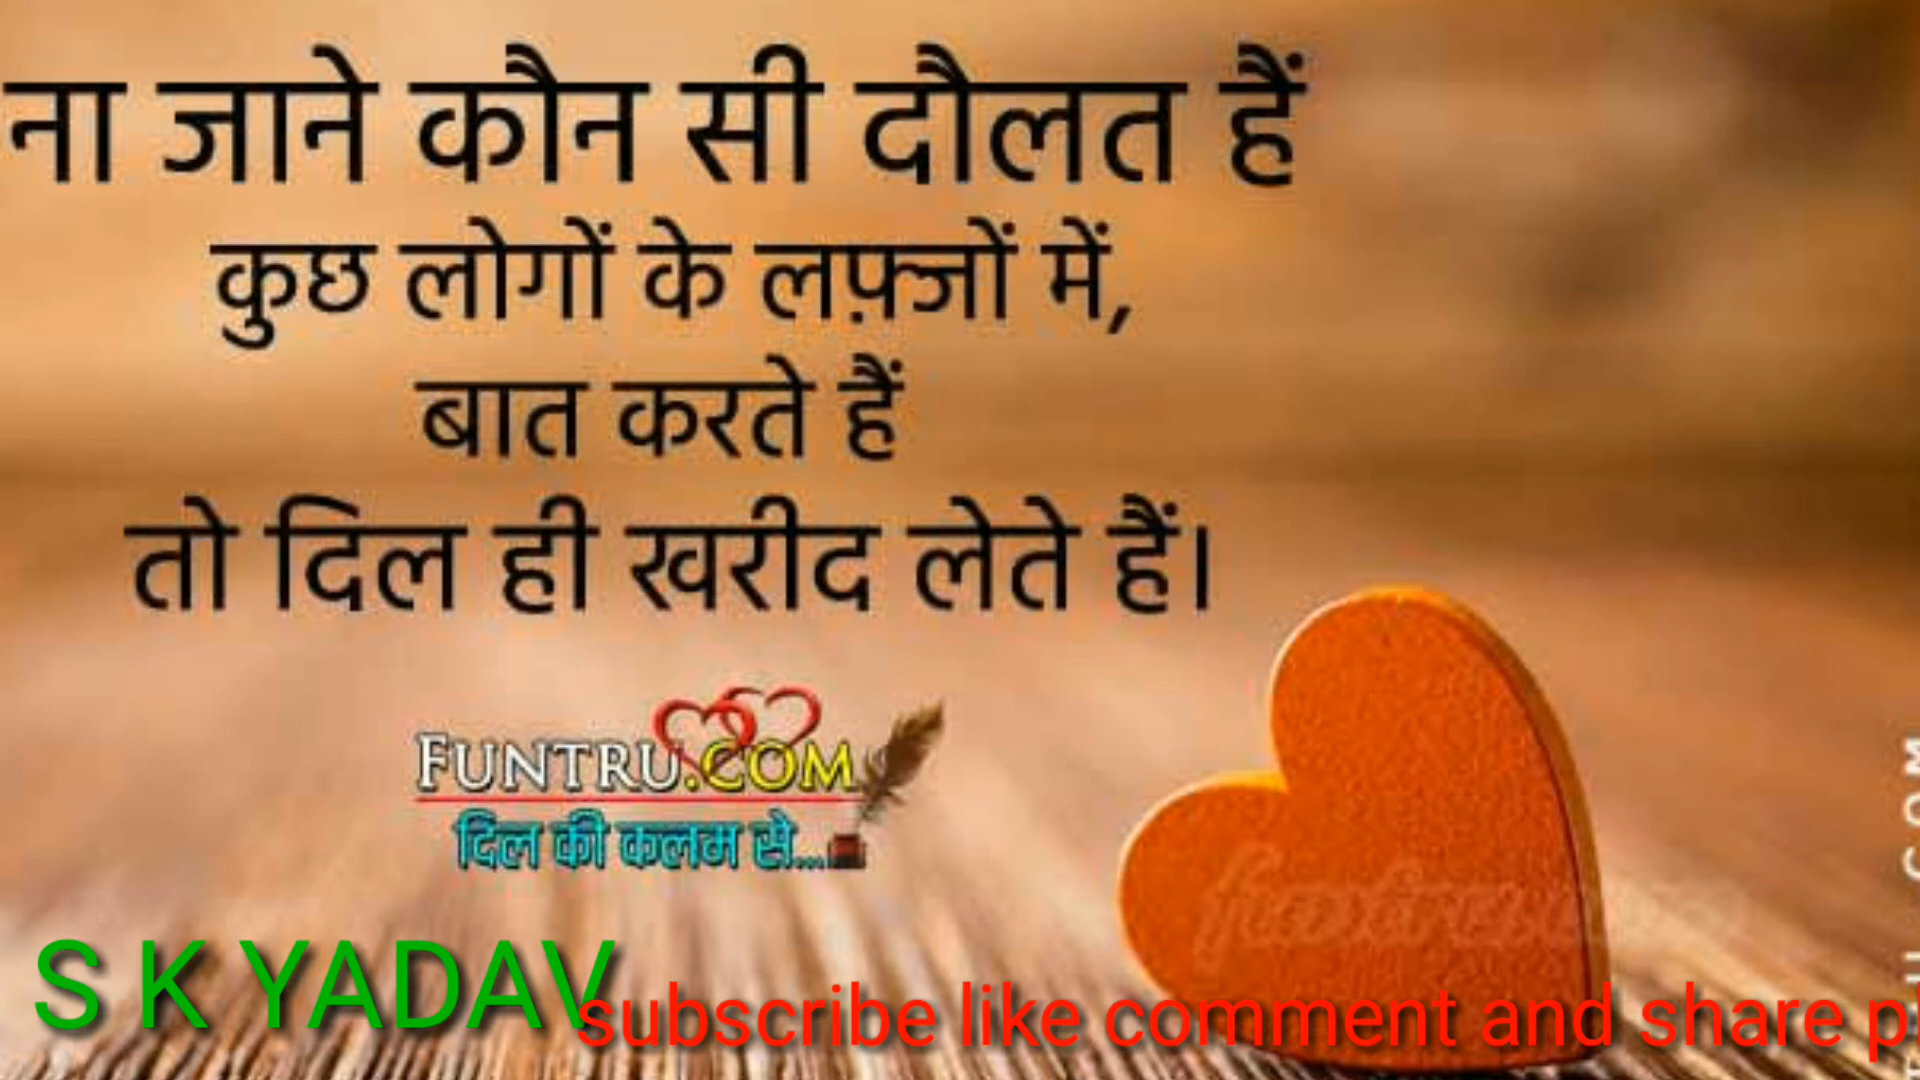 ना जाने कौन सी दौलत हैं
कुछ लोगों के लफ़्जों में,
बात करते हैं
तो दिल ही खरीद लेते हैं।
FUNTRU.COM
दिल की कलम से...
S K YADAV
subscribe like comment and share p